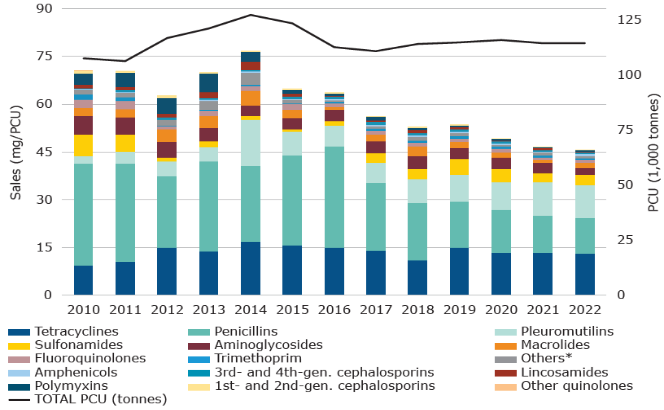 90
75
60
45
30
15
0
Sales (mg/PCU)
125
100
75
50
25
0
PCU (1,000 tonnes)
2010 2011 2012 2013 2014 2015 2016 2017 2018 2019 2020 2021 2022
Tetracyclines Penicillins Pleuromutilins
Sulfonamides Aminoglycosides Macrolides
Fluoroquinolones Trimethoprim Others*
Amphenicols 3rd- and 4th-gen. cephalosporins Lincosamides
Polymyxins 1st- and 2nd-gen. cephalosporins Other quinolones
TOTAL PCU (tonnes)